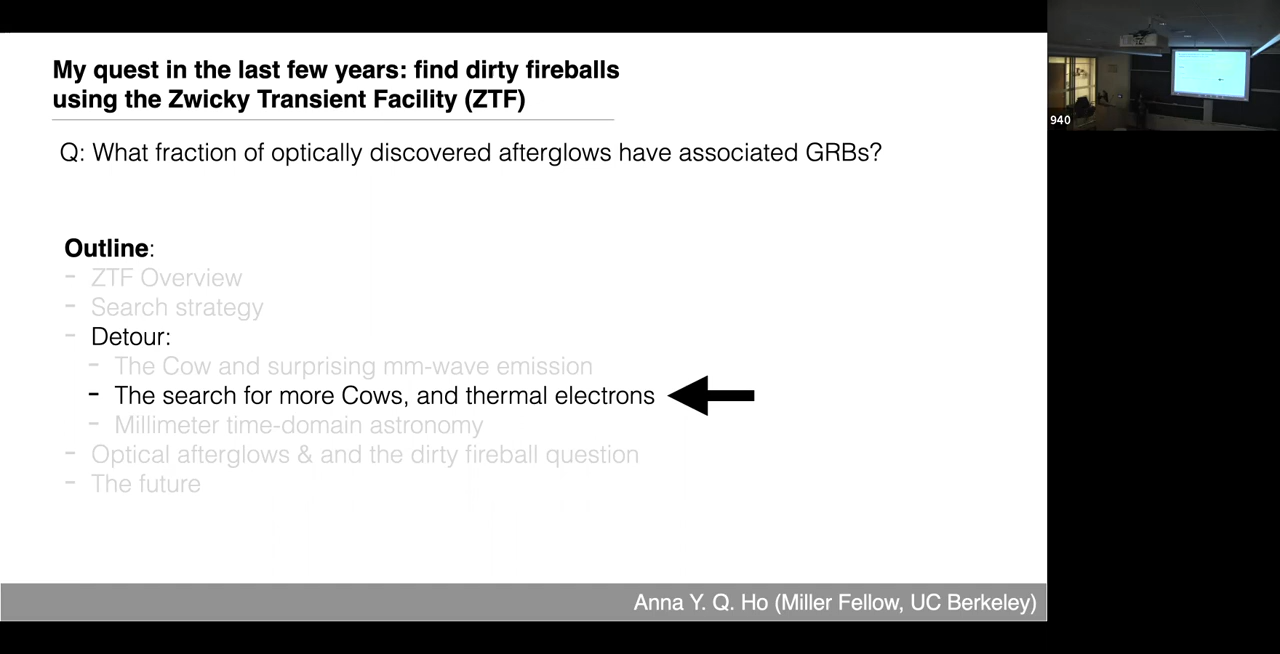 My quest in the last few years: find dirty fireballs
using the Zwicky Transient Facility (ZTF)
Q: What fraction of optically discovered afterglows have associated GRBs?
Outline:
- ZTF Overview
- Search strategy
- Detour:
- The Cow and surprising mm-wave emission
- The search for more Cows, and thermal electrons
- Millimeter time-domain astronomy
- Optical afterglows & and the dirty fireball question
- The future
Anna Y. Q. Ho (Miller Fellow, UC Berkeley)
940